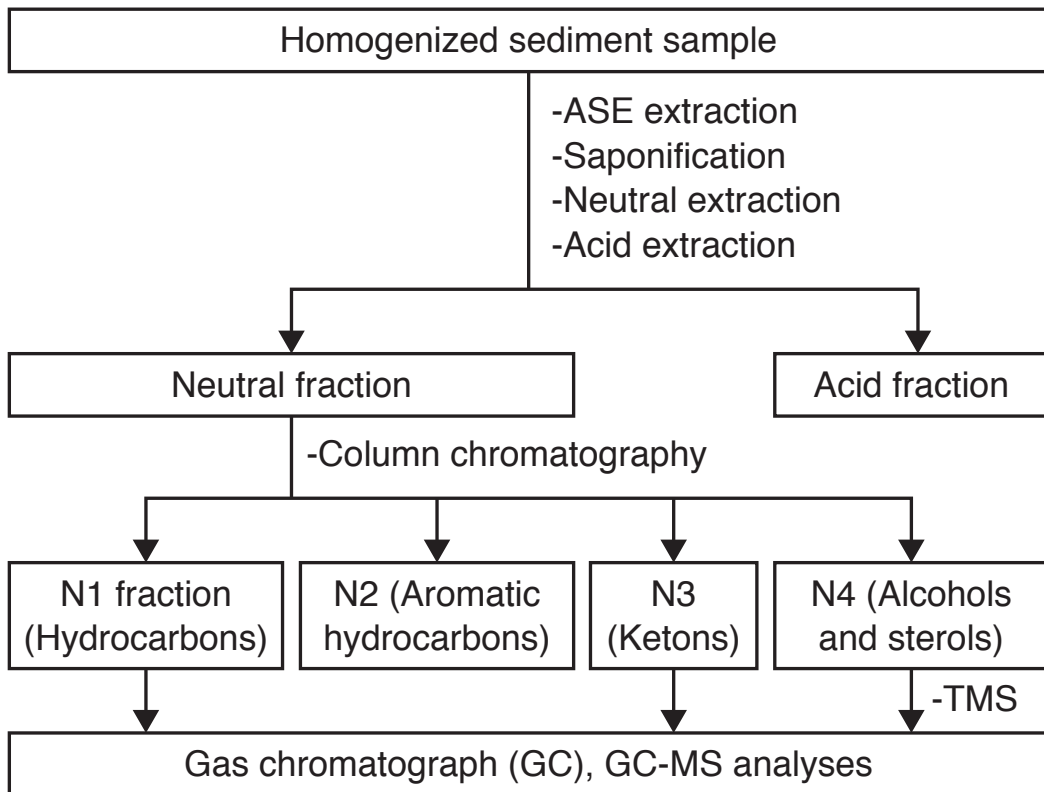 Homogenized sediment sample
-ASE extraction
-Saponification
-Neutral extraction
-Acid extraction
Neutral fraction
Acid fraction
-Column chromatography
N1 fraction
(Hydrocarbons)
N2 (Aromatic
hydrocarbons)
N3
(Ketons)
N4 (Alcohols
and sterols)
-TMS
Gas chromatograph (GC), GC-MS analyses